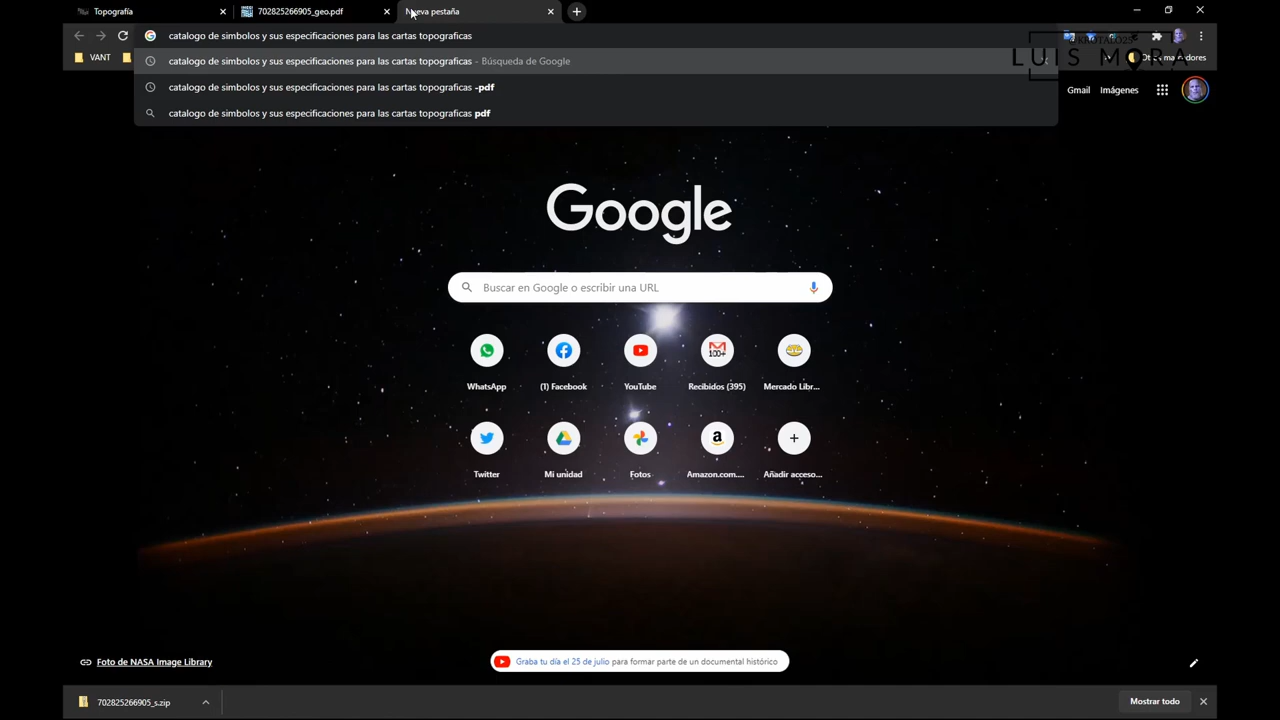 Topografía
702825266905_geo.pdf
Nueva pestaña
catalogo de simbolos y sus especificaciones para las cartas topograficas
catalogo de simbolos y sus especificaciones para las cartas topograficas - Búsqueda de Google
VANT
catalogo de simbolos y sus especificaciones para las cartas topograficas -pdf
catalogo de simbolos y sus especificaciones para las cartas topograficas pdf
LUIS MORA
Gmail
Imágenes
Google
Buscar en Google o escribir una URL
WhatsApp
(1) Facebook
YouTube
Recibidos (395)
Mercado Libr...
Twitter
Mi unidad
Fotos
Amazon.com....
Añadir acceso...
Foto de NASA Image Library
Graba tu día el 25 de julio para formar parte de un documental histórico
702825266905_s.zip
Mostrar todo